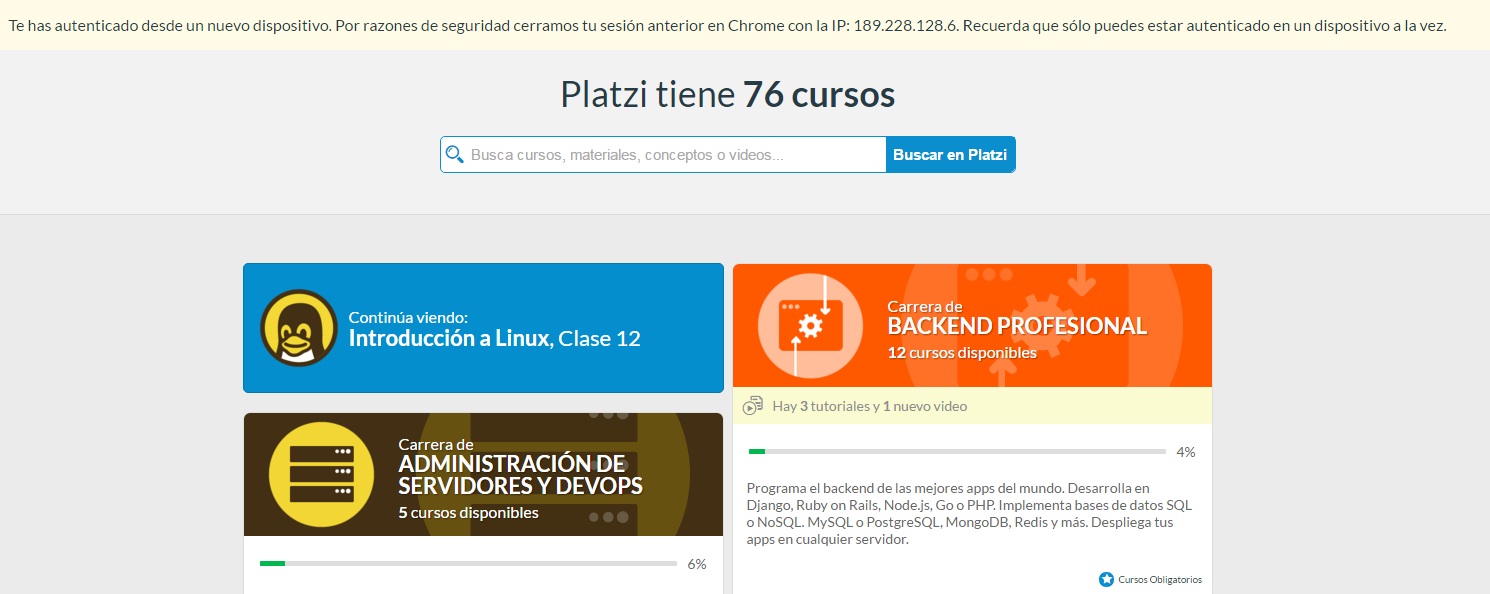 Te has autenticado desde un nuevo dispositivo. Por razones de seguridad cerramos tu sesión anterior en Chrome con la IP: 189.228.128.6. Recuerda que sólo puedes estar autenticado en un dispositivo a la vez.
Platzi tiene 76 cursos
Busca cursos, materiales, conceptos o videos...
Buscar en Platzi
Continúa viendo:
Introducción a Linux, Clase 12
Carrera de
ADMINISTRACIÓN DE
SERVIDORES Y DEVOPS
5 cursos disponibles
6%
Carrera de
BACKEND PROFESIONAL
12 cursos disponibles
Hay 3 tutoriales y 1 nuevo video
4%
Programa el backend de las mejores apps del mundo. Desarrolla en
Django, Ruby on Rails, Node.js, Go o PHP. Implementa bases de datos SQL
o NoSQL. MySQL o PostgreSQL, MongoDB, Redis y más. Despliega tus
apps en cualquier servidor.
Cursos Obligatorios